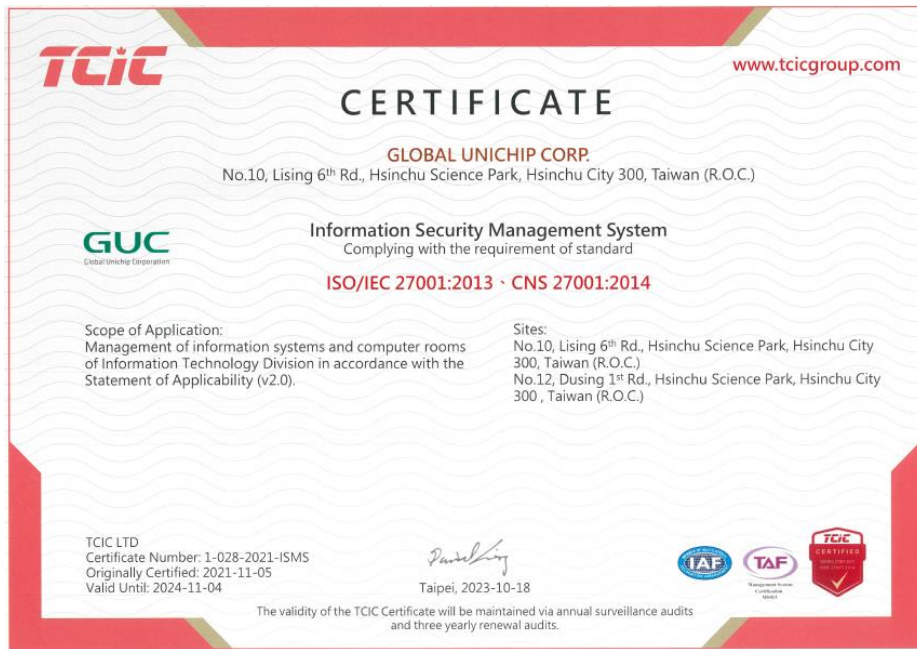 TCiC
www.tcicgroup.com
CERTIFICATE
GLOBAL UNICHIP CORP.
No.10, Lising 6th Rd., Hsinchu Science Park, Hsinchu City 300, Taiwan (R.O.C.)
GUC
Global Unichip Corporation
Information Security Management System
Complying with the requirement of standard
ISO/IEC 27001:2013、CNS 27001:2014
Scope of Application:
Management of information systems and computer rooms
of Information Technology Division in accordance with the
Statement of Applicability (v2.0).
Sites:
No.10, Lising 6th Rd., Hsinchu Science Park, Hsinchu City
300, Taiwan (R.O.C.)
No.12, Dusing 1st Rd., Hsinchu Science Park, Hsinchu City
300 , Taiwan (R.O.C.)
TCIC LTD
Certificate Number: 1-028-2021-ISMS
Originally Certified: 2021-11-05
Valid Until: 2024-11-04
Taipei, 2023-10-18
IAF
TAF
Management System
Certification
TCiC
CERTIFIED
The validity of the TCIC Certificate will be maintained via annual surveillance audits
and three yearly renewal audits.